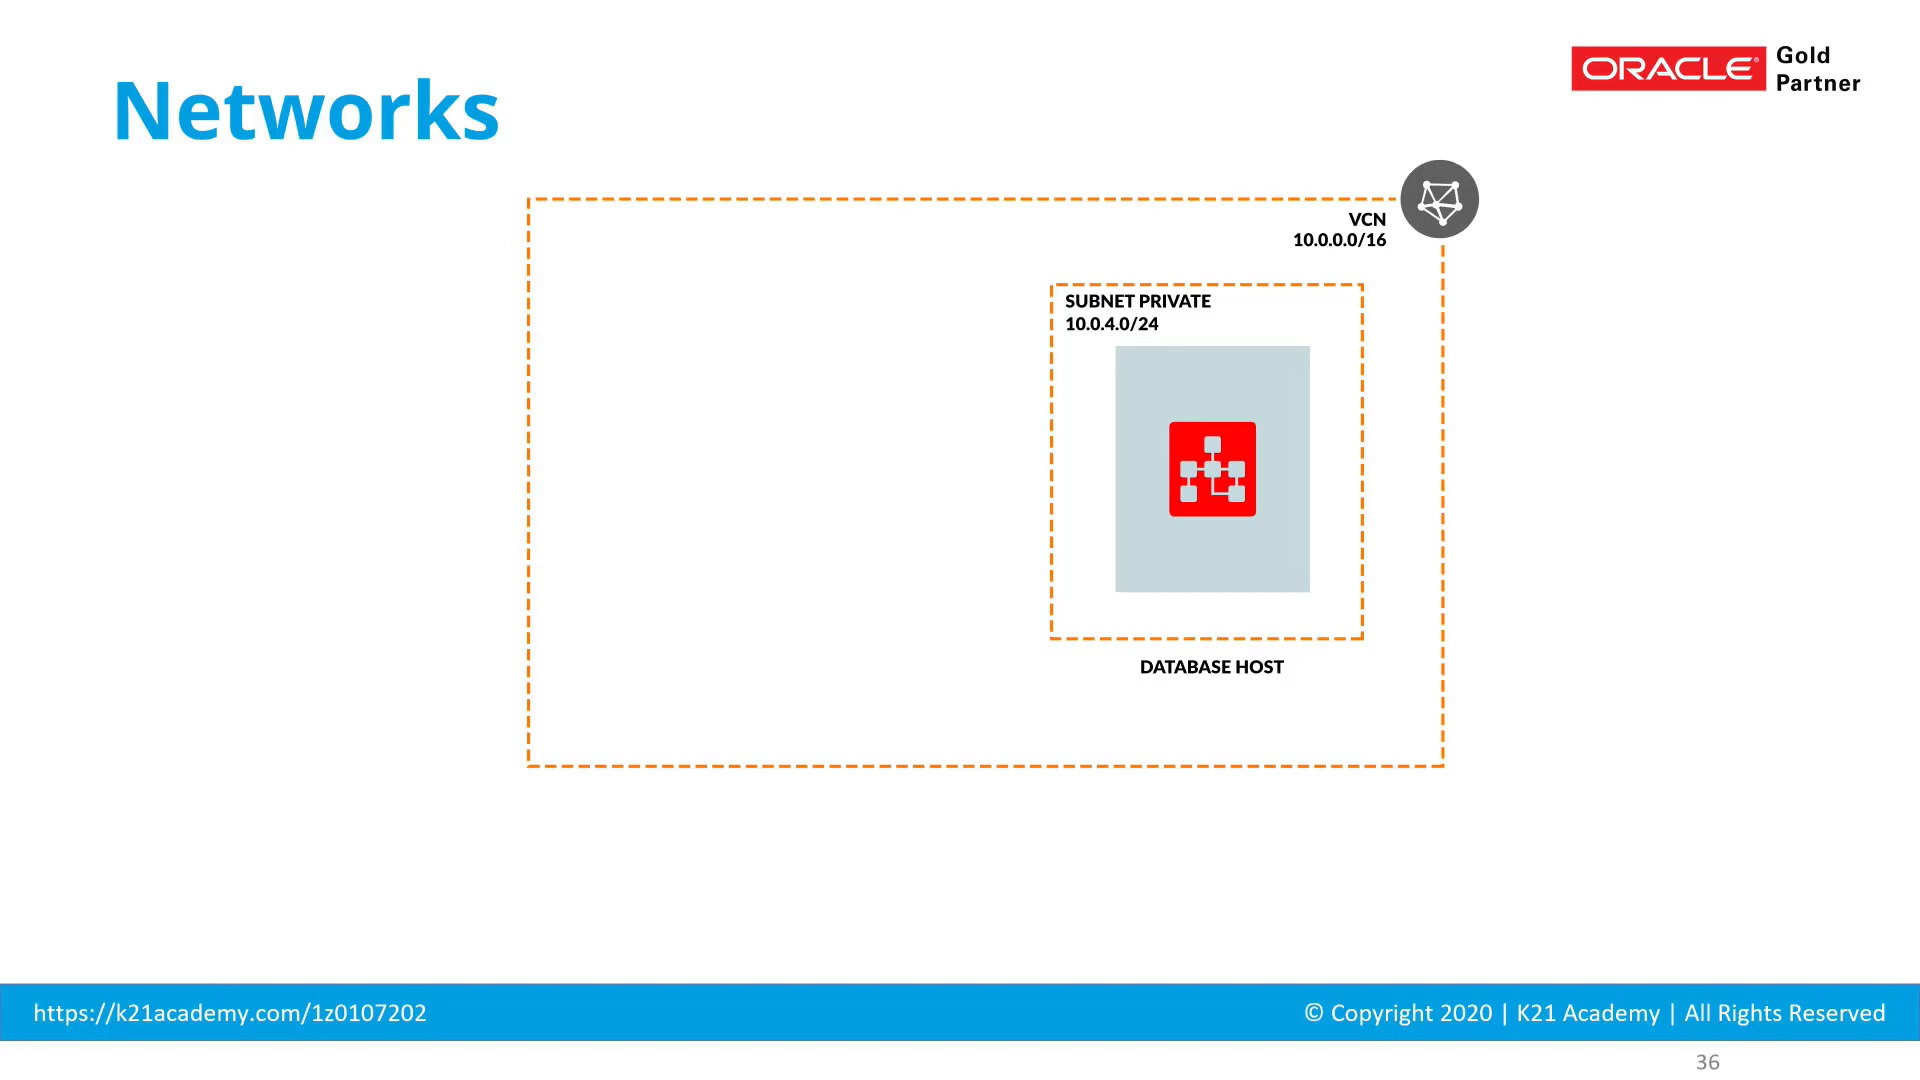 Networks
ORACLE®
Gold
Partner
VCN
10.0.0.0/16
SUBNET PRIVATE
10.0.4.0/24
DATABASE HOST
https://k21academy.com/1z0107202
© Copyright 2020 | K21 Academy | All Rights Reserved
36